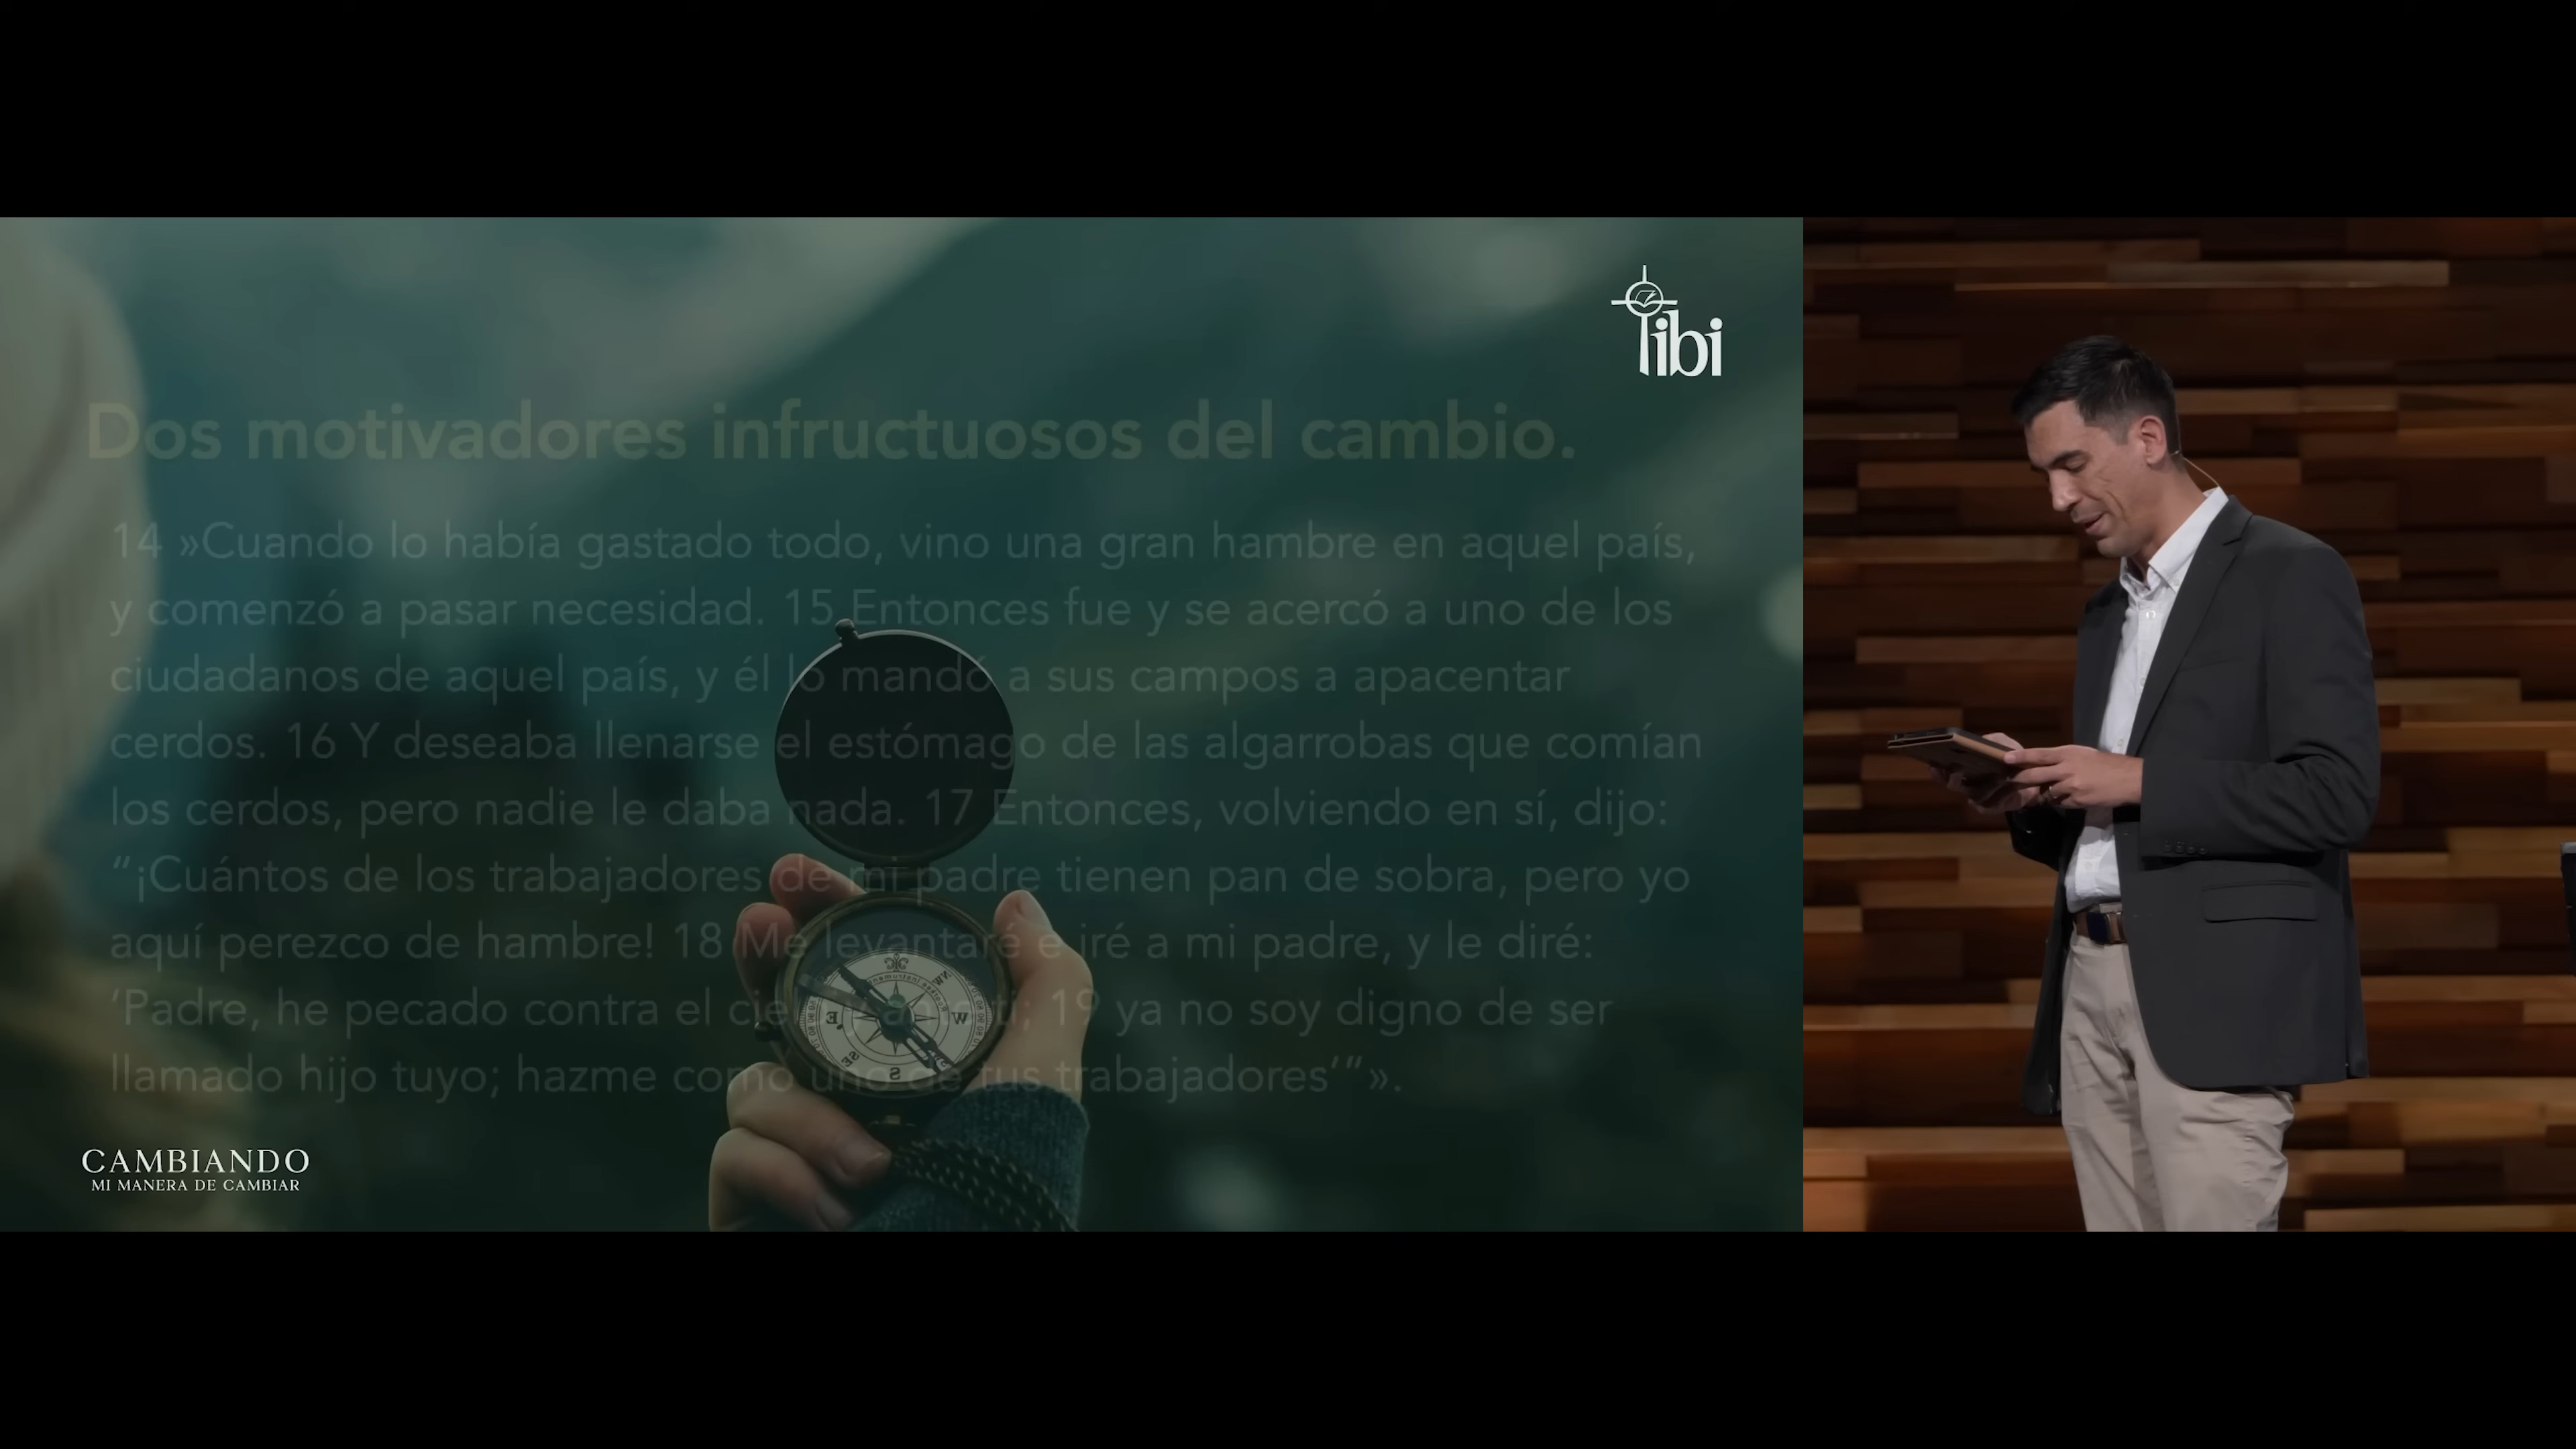 ibi
Dos motivadores infructuosos del cambio.
14 »Cuando lo había gastado todo, vino una gran hambre en aquel país,
y comenzó a pasar necesidad. 15 Entonces fue y se acercó a uno de los
ciudadanos de aquel país, y él lo mandó a sus campos a apacentar
cerdos. 16 Y deseaba llenarse el estómago de las algarrobas que comían
los cerdos, pero nadie le daba nada. 17 Entonces, volviendo en sí, dijo:
“¡Cuántos de los trabajadores de mi padre tienen pan de sobra, pero yo
aquí perezco de hambre! 18 Me levantaré e iré a mi padre, y le diré:
‘Padre, he pecado contra el cielo y ante ti; 19 ya no soy digno de ser
llamado hijo tuyo; hazme como uno de tus trabajadores’”».
E
W
S
CAMBIANDO
MI MANERA DE CAMBIAR